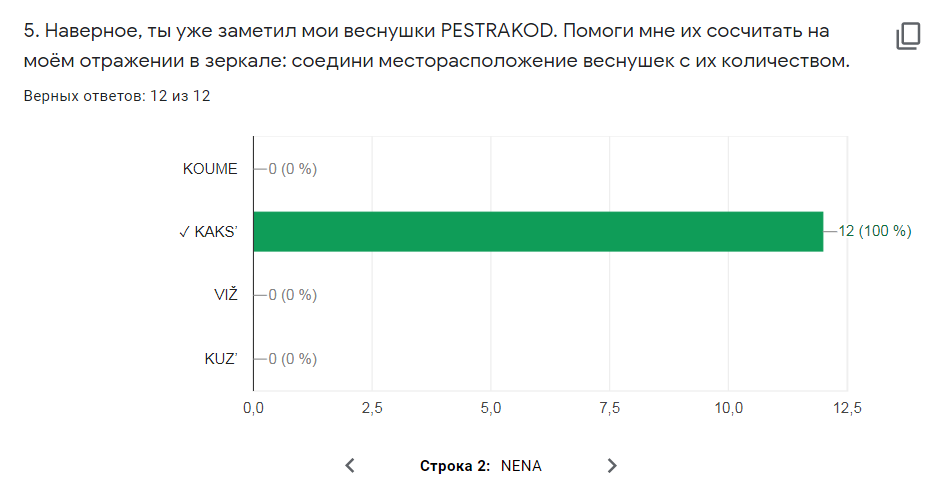 5. Наверное, ты уже заметил мои веснушки PESTRAKOD. Помоги мне их сосчитать на
моём отражении в зеркале: соедини месторасположение веснушек с их количеством.
Верных ответов: 12 из 12
KOUME
0 (0 %)
✓ KAKS’
12 (100 %)
VIŽ
0 (0 %)
KUZ’
0 (0 %)
0,0 2,5 5,0 7,5 10,0 12,5
Строка 2: NENA